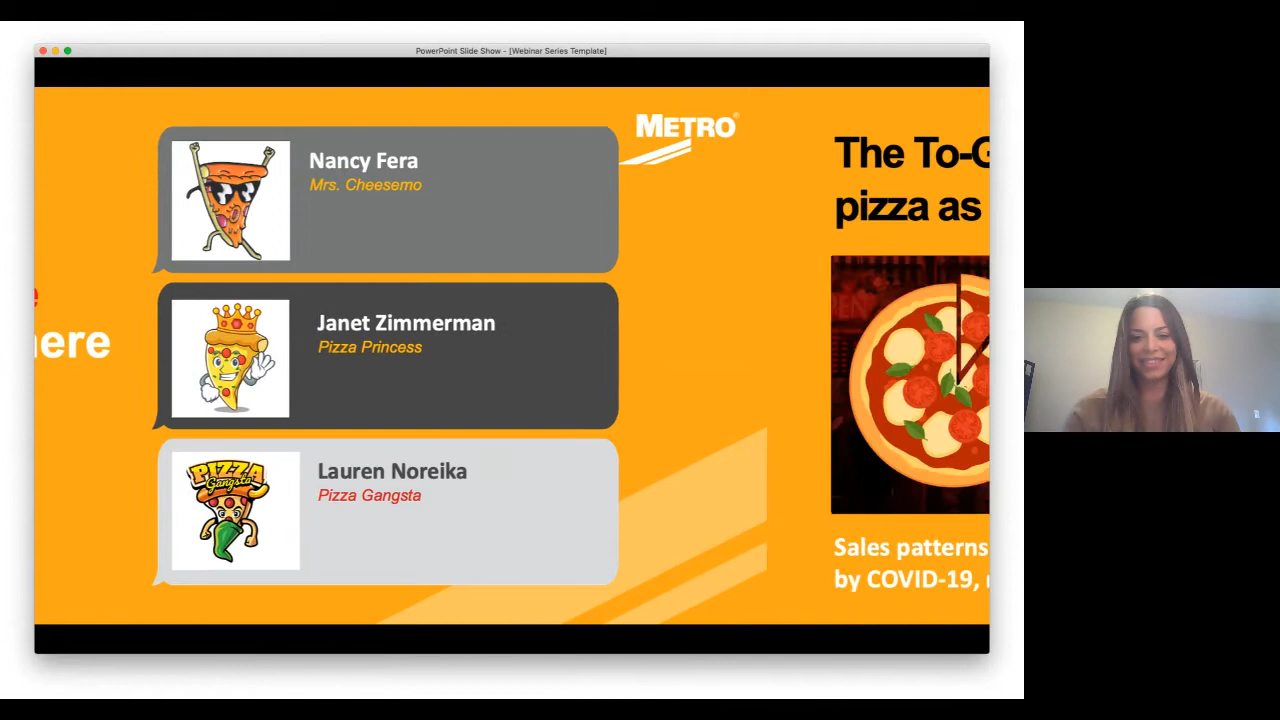 PowerPoint Slide Show - [Webinar Series Template]
METRO
Nancy Fera
Mrs. Cheesemo
The To-G
pizza as
here
Janet Zimmerman
Pizza Princess
PIZZA
Gangsta
Lauren Noreika
Pizza Gangsta
Sales patterns
by COVID-19,